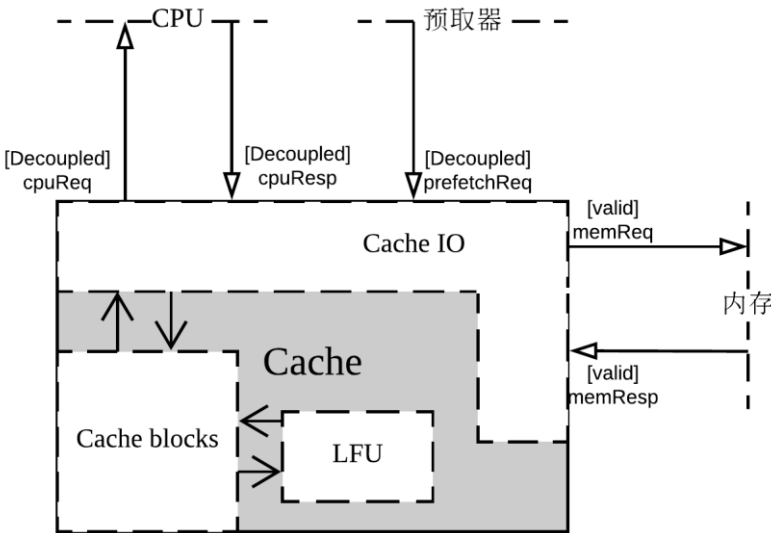 CPU
预取器
[Decoupled]
cpuReq
[Decoupled]
cpuResp
[Decoupled]
prefetchReq
[valid]
memReq
Cache IO
内存
Cache
[valid]
memResp
Cache blocks
LFU